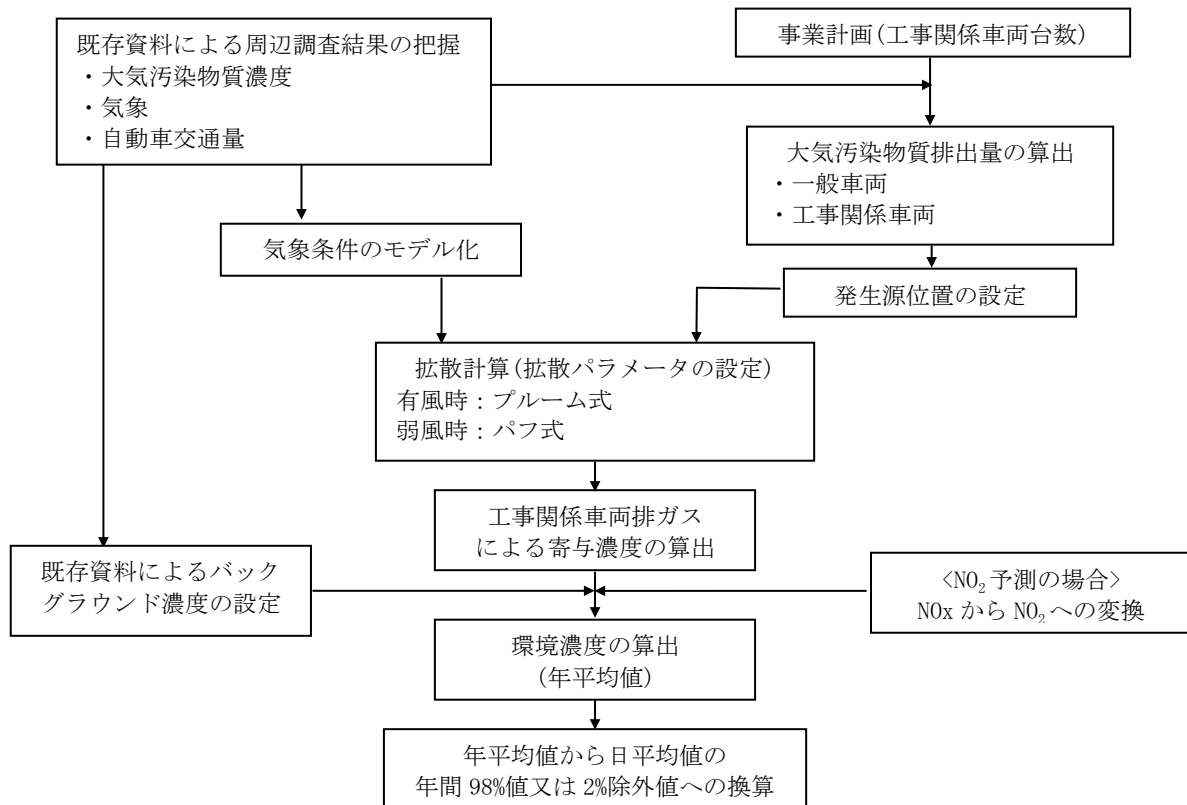 既存資料による周辺調査結果の把握
・大気汚染物質濃度
・気象
・自動車交通量
事業計画(工事関係車両台数)
大気汚染物質排出量の算出
・一般車両
・工事関係車両
気象条件のモデル化
発生源位置の設定
拡散計算(拡散パラメータの設定)
有風時：プルーム式
弱風時：パフ式
工事関係車両排ガス
による寄与濃度の算出
既存資料によるバック
グラウンド濃度の設定
<NO₂予測の場合>
NOxからNO₂への変換
環境濃度の算出
(年平均値)
年平均値から日平均値の
年間98%値又は2%除外値への換算